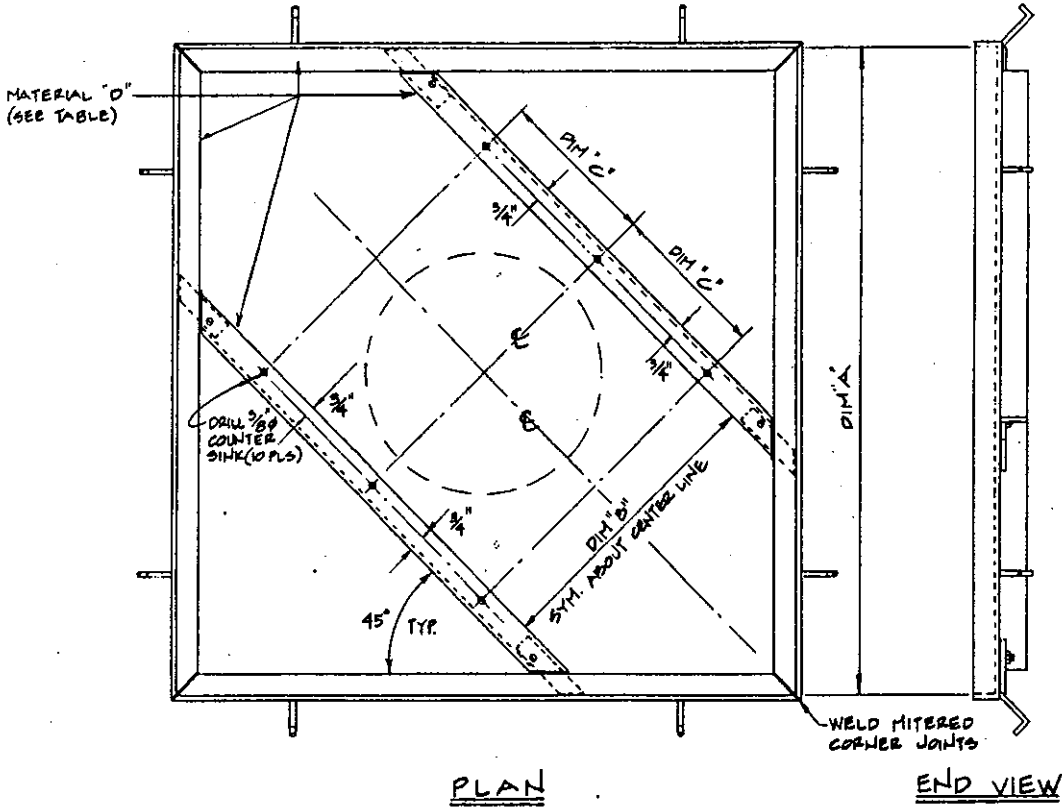 MATERIAL "D"
(SEE TABLE)
DIM "C"
3/4"
DIM "C"
3/4"
℄
℄
DIM "A"
3/4"
DRILL 3/8"φ
COUNTER
SINK (10 PLS)
3/4"
DIM "B"
SYM. ABOUT CENTER LINE
45° TYP.
WELD MITERED
CORNER JOINTS
PLAN
END VIEW